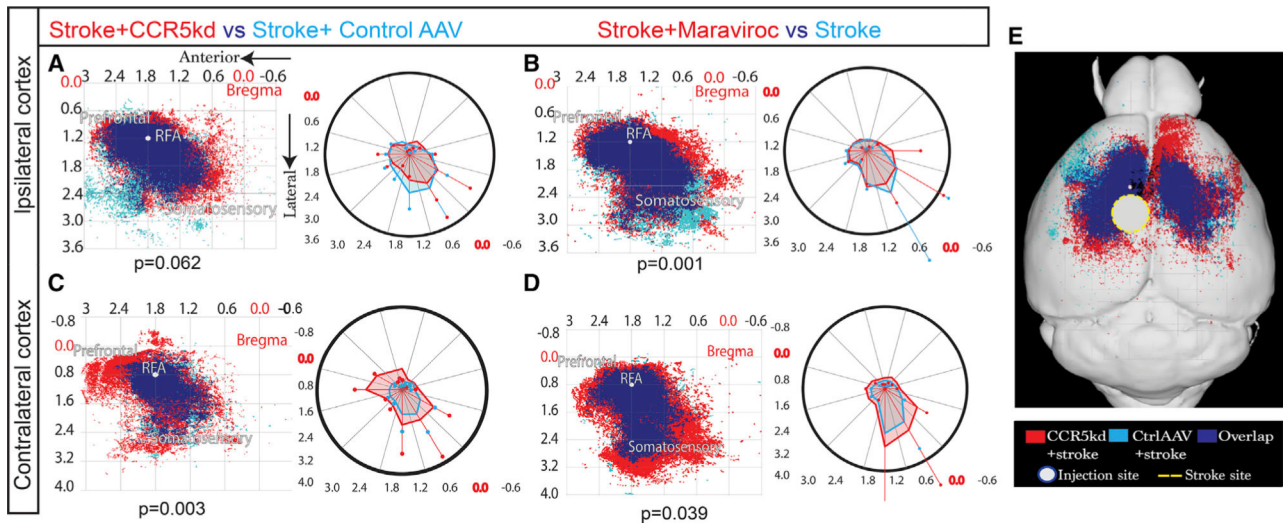 Stroke+CCR5kd vs Stroke+ Control AAV
Stroke+Maraviroc vs Stroke
Ipsilateral cortex
Contralateral cortex
A
Anterior
3 2.4 1.8 1.2 0.6 0.0 -0.6
Bregma
0.0
0.6
1.2
1.8
2.4
3.0
3.6
Prefrontal
RFA
Somatosensory
Lateral
p=0.062
0.0
0.6
1.2
1.8
2.4
3.0
3.6
3.0 2.4 1.8 1.2 0.6 0.0 -0.6
B
3 2.4 1.8 1.2 0.6 0.0 -0.6
Bregma
0.0
0.6
1.2
1.8
2.4
3.0
3.6
Prefrontal
RFA
Somatosensory
p=0.001
0.0
0.6
1.2
1.8
2.4
3.0
3.6
3.0 2.4 1.8 1.2 0.6 0.0 -0.6
C
3 2.4 1.8 1.2 0.6 0.0 -0.6
Bregma
-0.8
0.0
0.8
1.6
2.4
3.2
4.0
Prefrontal
RFA
Somatosensory
p=0.003
-0.8
0.0
0.8
1.6
2.4
3.2
4.0
3.0 2.4 1.8 1.2 0.6 0.0 -0.6
D
3 2.4 1.8 1.2 0.6 0.0 -0.6
Bregma
-0.8
0.0
0.8
1.6
2.4
3.2
4.0
Prefrontal
RFA
Somatosensory
p=0.039
-0.8
0.0
0.8
1.6
2.4
3.2
4.0
3.0 2.4 1.8 1.2 0.6 0.0 -0.6
E
CCR5kd +stroke
CtrlAAV +stroke
Overlap
Injection site
Stroke site